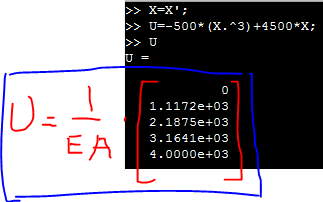 >> X=X';
>> U=-500*(X.^3)+4500*X;
>> U
U =
0
1.1172e+03
2.1875e+03
3.1641e+03
4.0000e+03
U = 1/EA